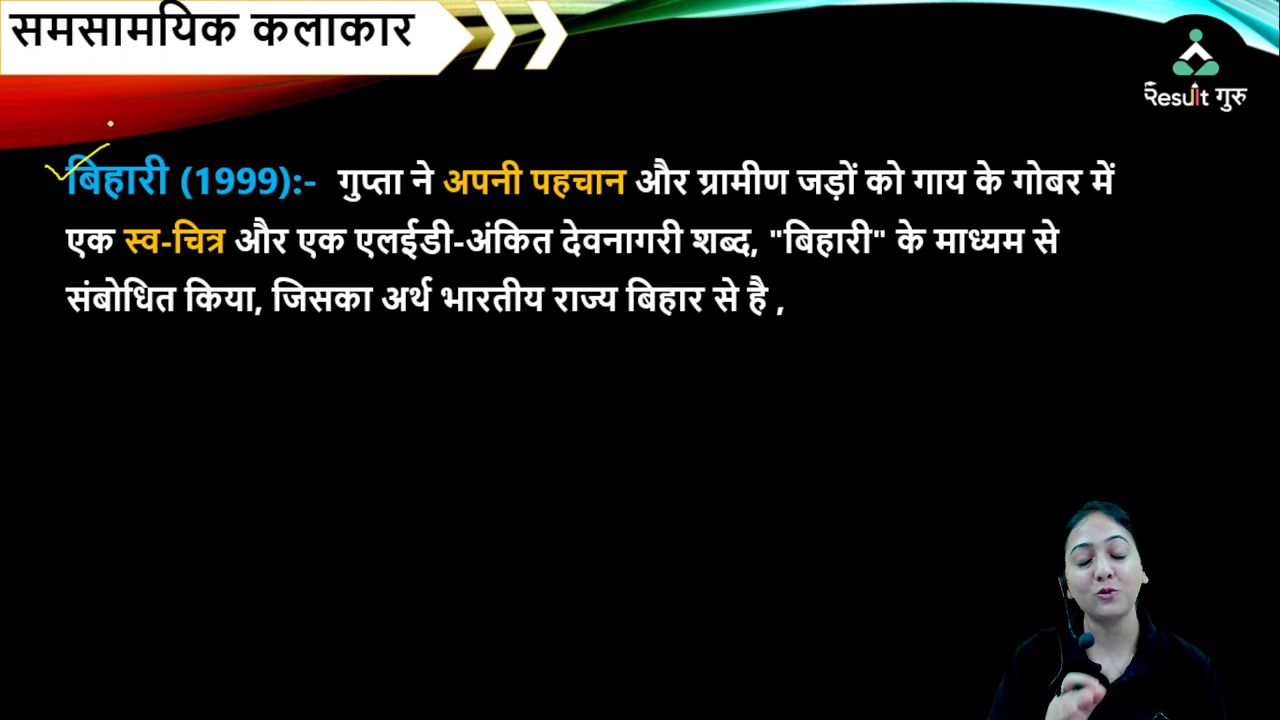 समसामयिक कलाकार
Result गुरु
बिहारी (1999):- गुप्ता ने अपनी पहचान और ग्रामीण जड़ों को गाय के गोबर में
एक स्व-चित्र और एक एलईडी-अंकित देवनागरी शब्द, "बिहारी" के माध्यम से
संबोधित किया, जिसका अर्थ भारतीय राज्य बिहार से है ,